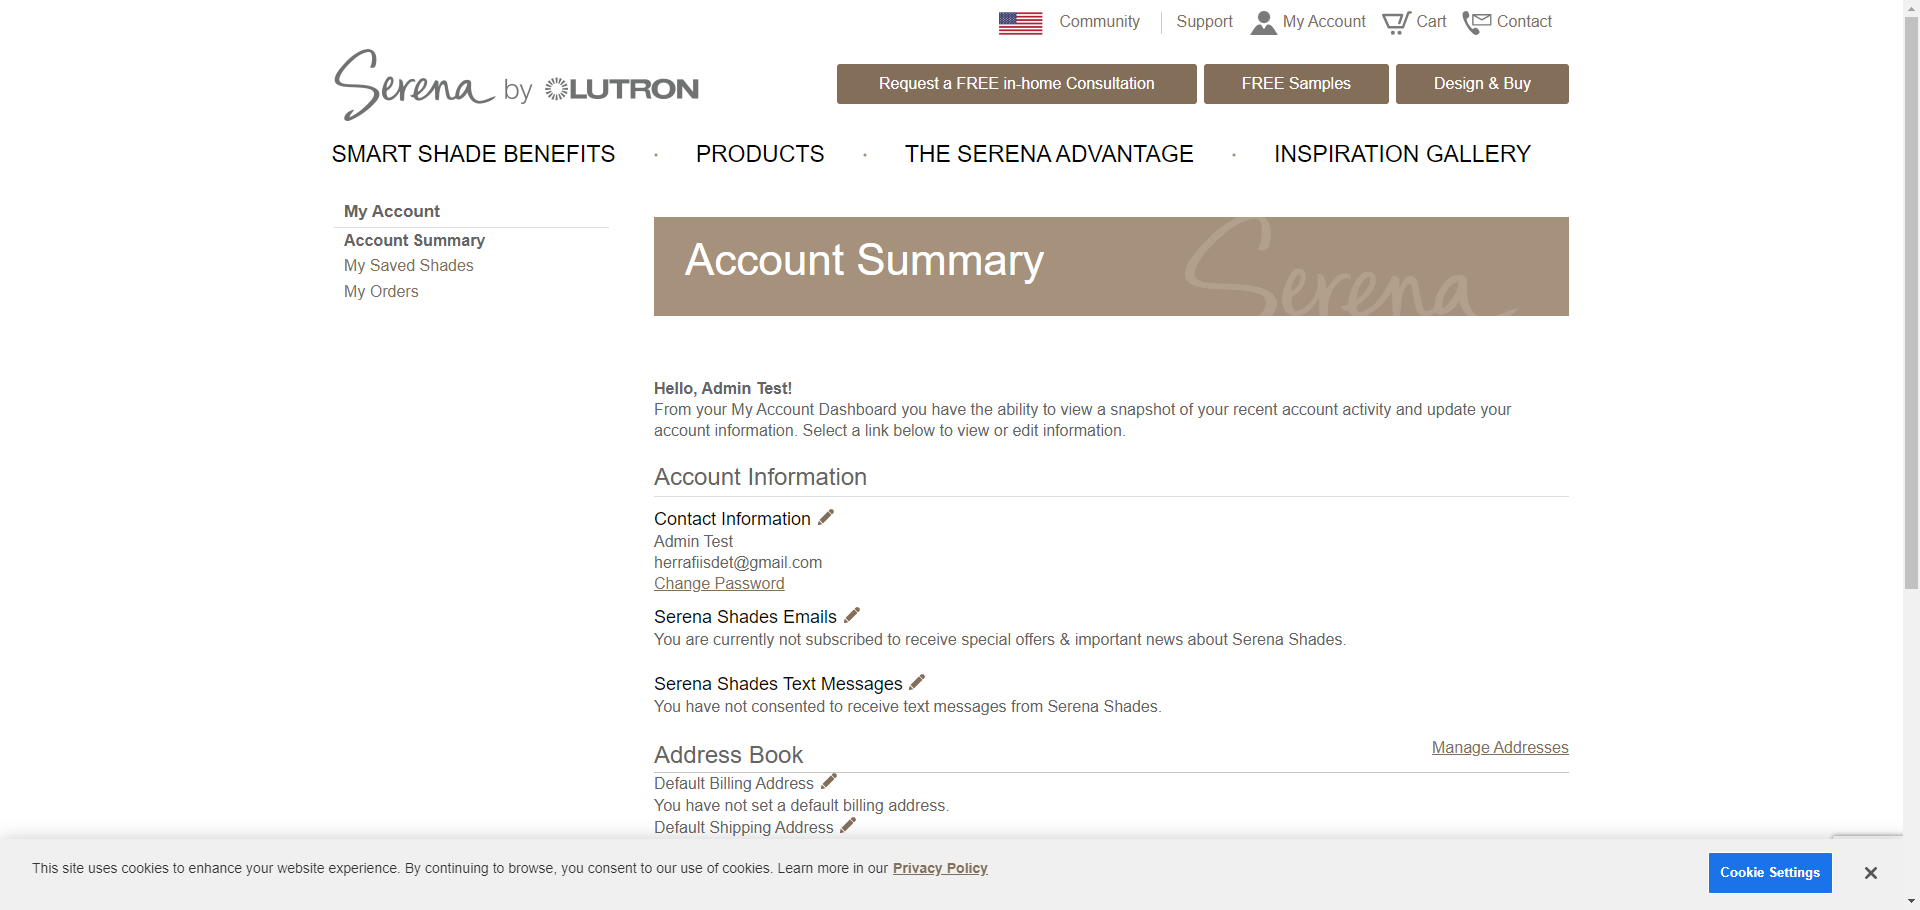 Community
Support
My Account
Cart
Contact
Serena by LUTRON
Request a FREE in-home Consultation
FREE Samples
Design & Buy
SMART SHADE BENEFITS · PRODUCTS · THE SERENA ADVANTAGE · INSPIRATION GALLERY
My Account
Account Summary
My Saved Shades
My Orders
Account Summary
Serena
Hello, Admin Test!
From your My Account Dashboard you have the ability to view a snapshot of your recent account activity and update your
account information. Select a link below to view or edit information.
Account Information
Contact Information
Admin Test
herrafiisdet@gmail.com
Change Password
Serena Shades Emails
You are currently not subscribed to receive special offers & important news about Serena Shades.
Serena Shades Text Messages
You have not consented to receive text messages from Serena Shades.
Address Book
Manage Addresses
Default Billing Address
You have not set a default billing address.
Default Shipping Address
This site uses cookies to enhance your website experience. By continuing to browse, you consent to our use of cookies. Learn more in our Privacy Policy
Cookie Settings